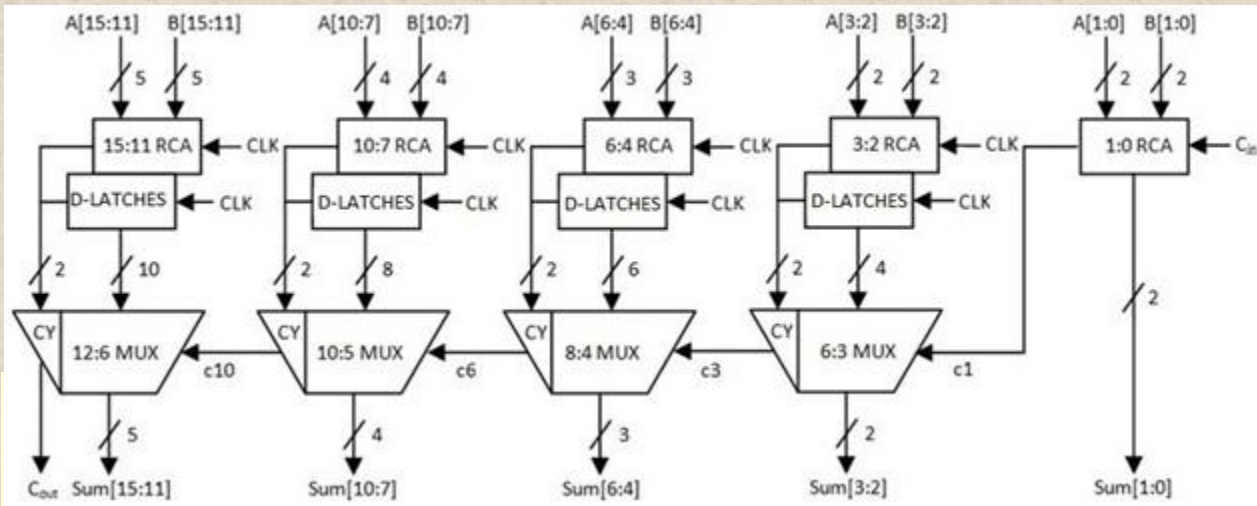 A[15:11] B[15:11] A[10:7] B[10:7] A[6:4] B[6:4] A[3:2] B[3:2] A[1:0] B[1:0]
5 5 4 4 3 3 2 2 2 2
15:11 RCA CLK 10:7 RCA CLK 6:4 RCA CLK 3:2 RCA CLK 1:0 RCA Cin
D-LATCHES CLK D-LATCHES CLK D-LATCHES CLK D-LATCHES CLK
2 10 2 8 2 6 2 4 2
CY 12:6 MUX CY 10:5 MUX CY 8:4 MUX CY 6:3 MUX
c10 c6 c3 c1
5 4 3 2
Cout Sum[15:11] Sum[10:7] Sum[6:4] Sum[3:2] Sum[1:0]